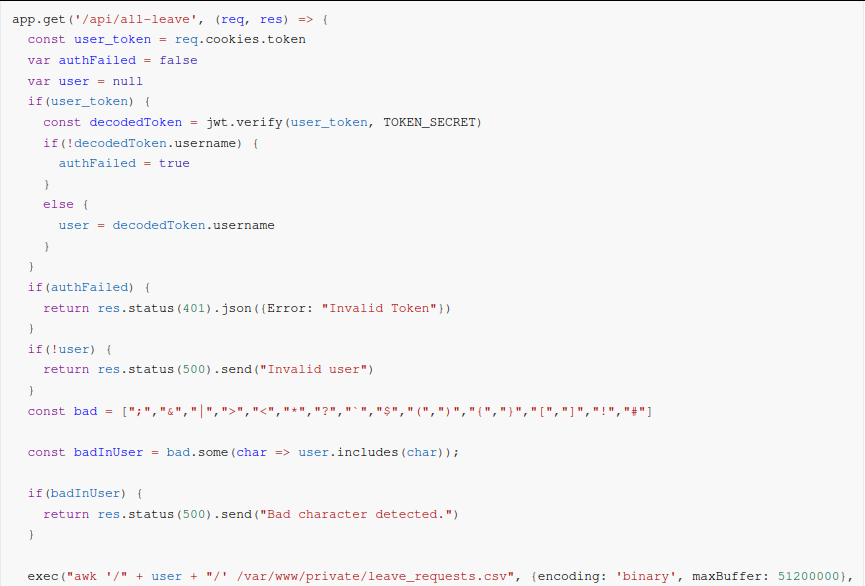 app.get('/api/all-leave', (req, res) => {
const user_token = req.cookies.token
var authFailed = false
var user = null
if(user_token) {
const decodedToken = jwt.verify(user_token, TOKEN_SECRET)
if(!decodedToken.username) {
authFailed = true
}
else {
user = decodedToken.username
}
}
if(authFailed) {
return res.status(401).json({Error: "Invalid Token"})
}
if(!user) {
return res.status(500).send("Invalid user")
}
const bad = [";","&","|",">","<","*","?","`","$","(",")","{","}","[","]","!","#"]
const badInUser = bad.some(char => user.includes(char));
if(badInUser) {
return res.status(500).send("Bad character detected.")
}
exec("awk '/" + user + "/' /var/www/private/leave_requests.csv", {encoding: 'binary', maxBuffer: 51200000},